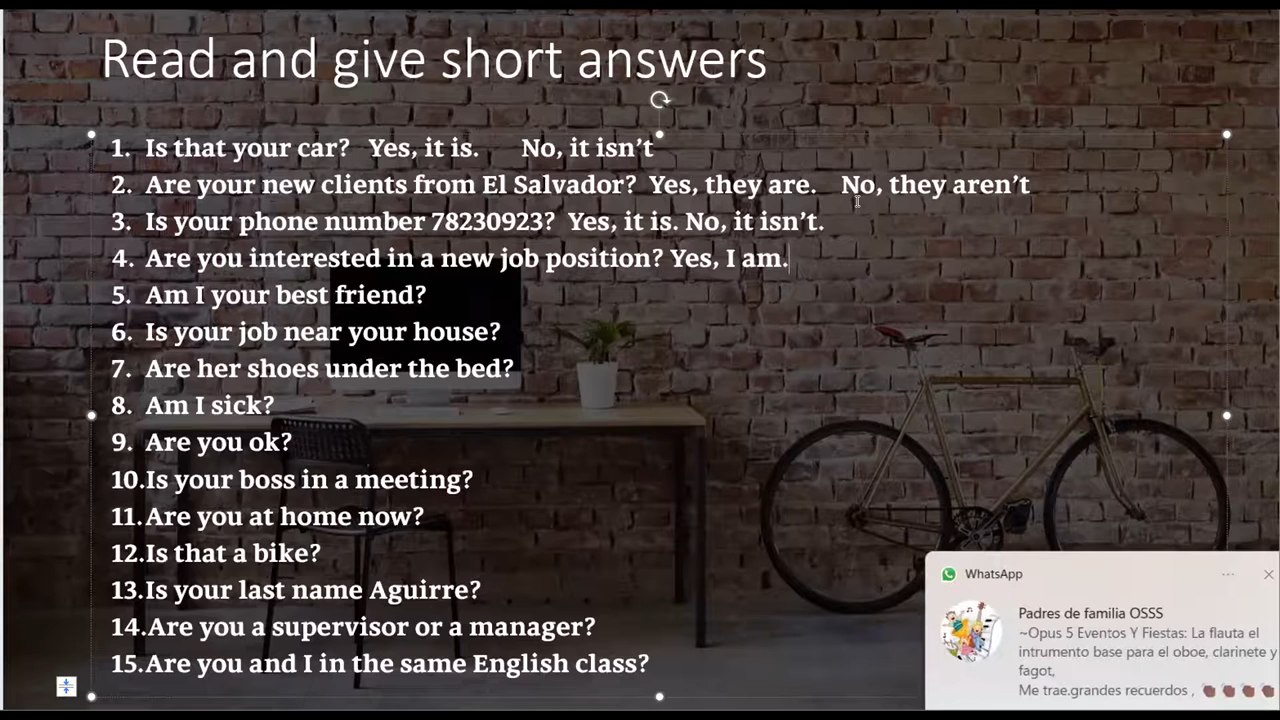 Read and give short answers
1. Is that your car? Yes, it is. No, it isn’t
2. Are your new clients from El Salvador? Yes, they are. No, they aren’t
3. Is your phone number 78230923? Yes, it is. No, it isn’t.
4. Are you interested in a new job position? Yes, I am.
5. Am I your best friend?
6. Is your job near your house?
7. Are her shoes under the bed?
8. Am I sick?
9. Are you ok?
10.Is your boss in a meeting?
11.Are you at home now?
12.Is that a bike?
13.Is your last name Aguirre?
14.Are you a supervisor or a manager?
15.Are you and I in the same English class?
WhatsApp
Padres de familia OSSS
~Opus 5 Eventos Y Fiestas: La flauta el
intrumento base para el oboe, clarinete y
fagot,
Me trae.grandes recuerdos ,